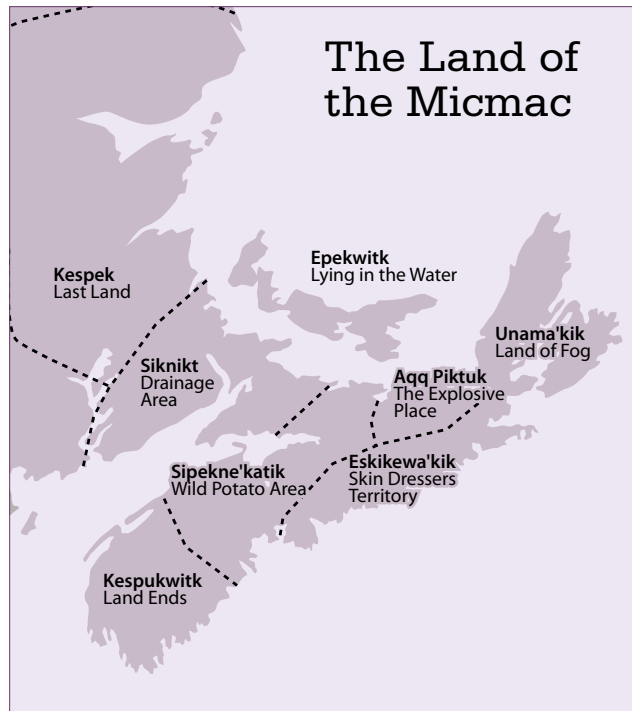 The Land of
the Micmac
Epekwitk
Lying in the Water
Kespek
Last Land
Unama'kik
Land of Fog
Siknikt
Drainage
Area
Aqq Piktuk
The Explosive
Place
Sipekne'katik
Wild Potato Area
Eskikewa'kik
Skin Dressers
Territory
Kespukwitk
Land Ends